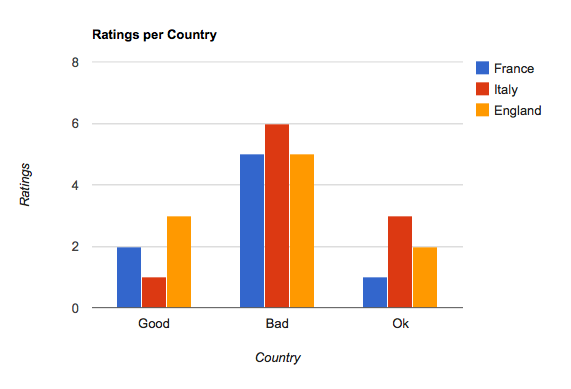 Ratings per Country
8
6
4
2
0
Ratings
Good Bad Ok
Country
France
Italy
England